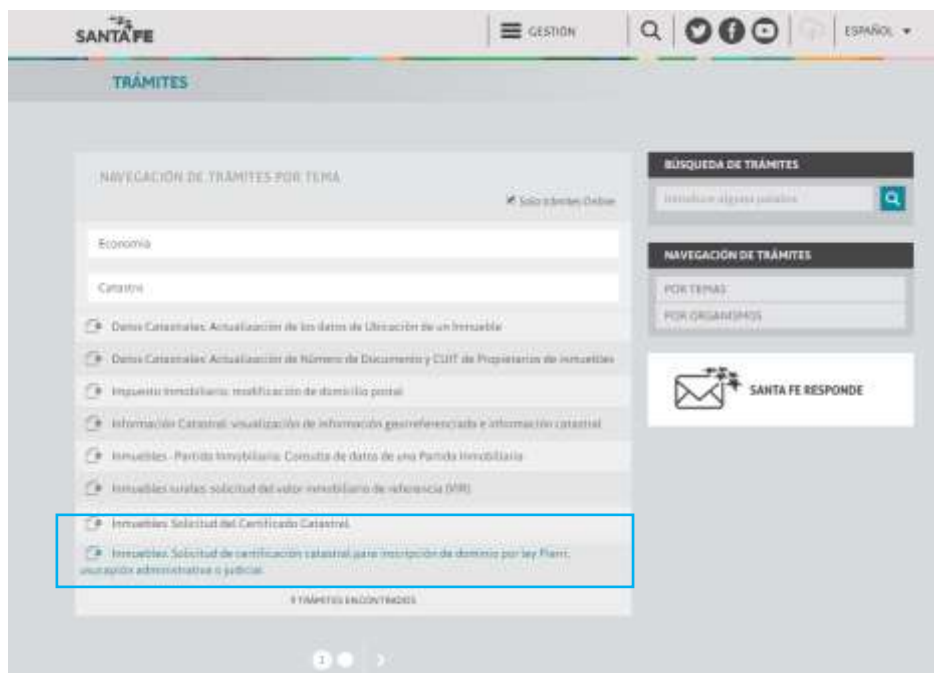 SANTA FE
GESTIÓN
ESPAÑOL
TRÁMITES
NAVEGACIÓN DE TRÁMITES POR TEMA
Solo trámites Online
Economía
Catastro
Datos Catastrales: Actualización de los datos de Ubicación de un Inmueble
Datos Catastrales: Actualización de Número de Documento y CUIT de Propietarios de inmuebles
Impuesto Inmobiliario: modificación de domicilio postal
Información Catastral: visualización de información georreferenciada e información catastral
Inmuebles - Partida Inmobiliaria: Consulta de datos de una Partida Inmobiliaria
Inmuebles rurales: solicitud del valor inmobiliario de referencia (VIR)
Inmuebles: Solicitud del Certificado Catastral
Inmuebles: Solicitud de certificación catastral para inscripción de dominio por ley Pierri,
usucapión administrativa o judicial
9 TRÁMITES ENCONTRADOS
1
BÚSQUEDA DE TRÁMITES
Introduce alguna palabra
NAVEGACIÓN DE TRÁMITES
POR TEMAS
POR ORGANISMOS
SANTA FE RESPONDE